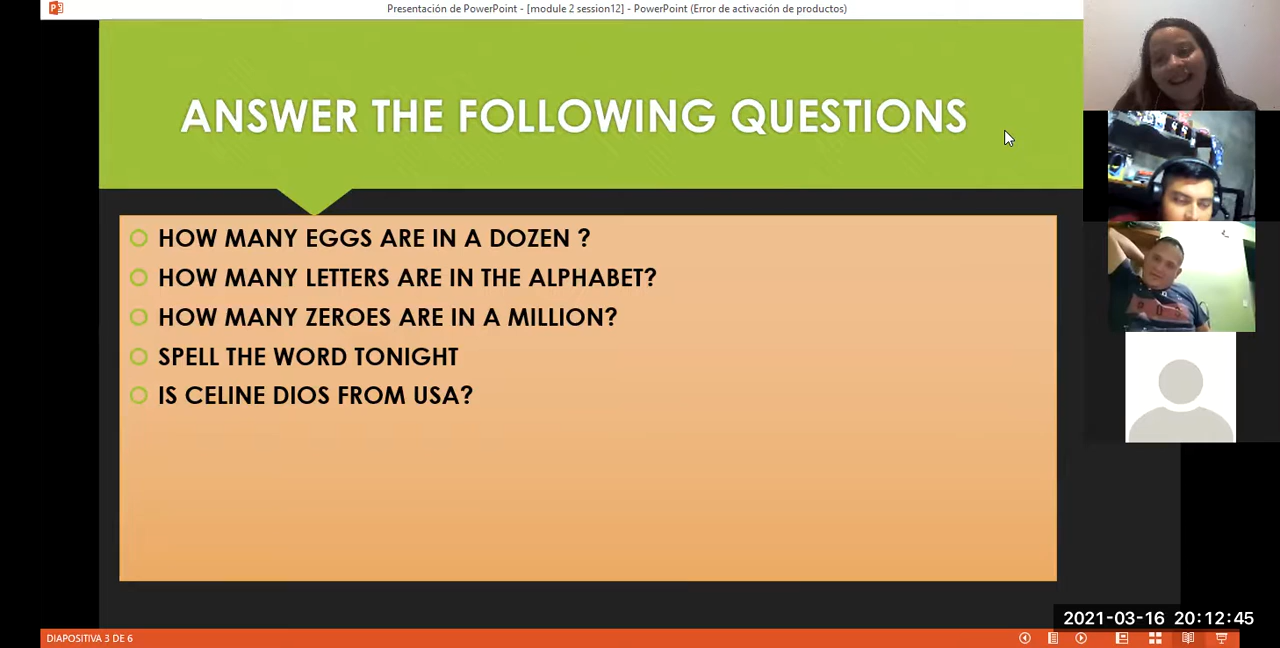 Presentación de PowerPoint - [module 2 session12] - PowerPoint (Error de activación de productos)
ANSWER THE FOLLOWING QUESTIONS
HOW MANY EGGS ARE IN A DOZEN ?
HOW MANY LETTERS ARE IN THE ALPHABET?
HOW MANY ZEROES ARE IN A MILLION?
SPELL THE WORD TONIGHT
IS CELINE DIOS FROM USA?
2021-03-16 20:12:45
DIAPOSITIVA 3 DE 6